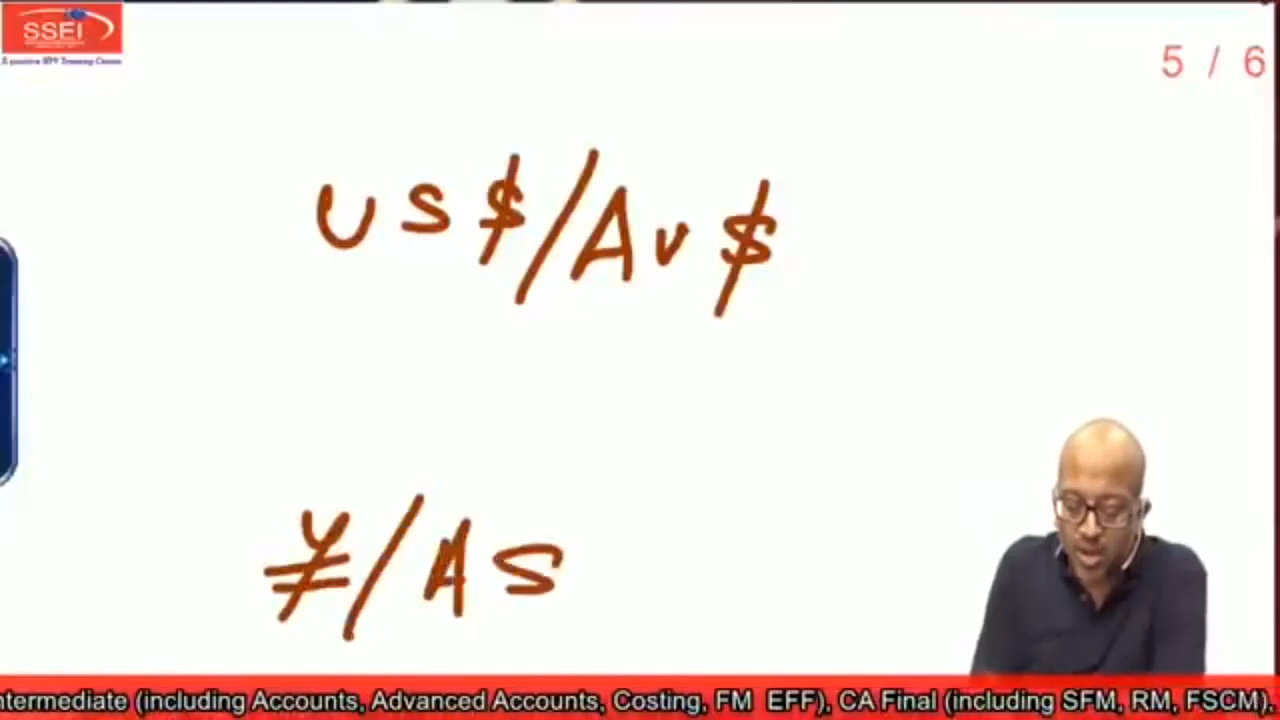 SSEI
5 / 6
US $/Au $
¥/AS
ntermediate (including Accounts, Advanced Accounts, Costing, FM EFF), CA Final (including SFM, RM, FSCM).